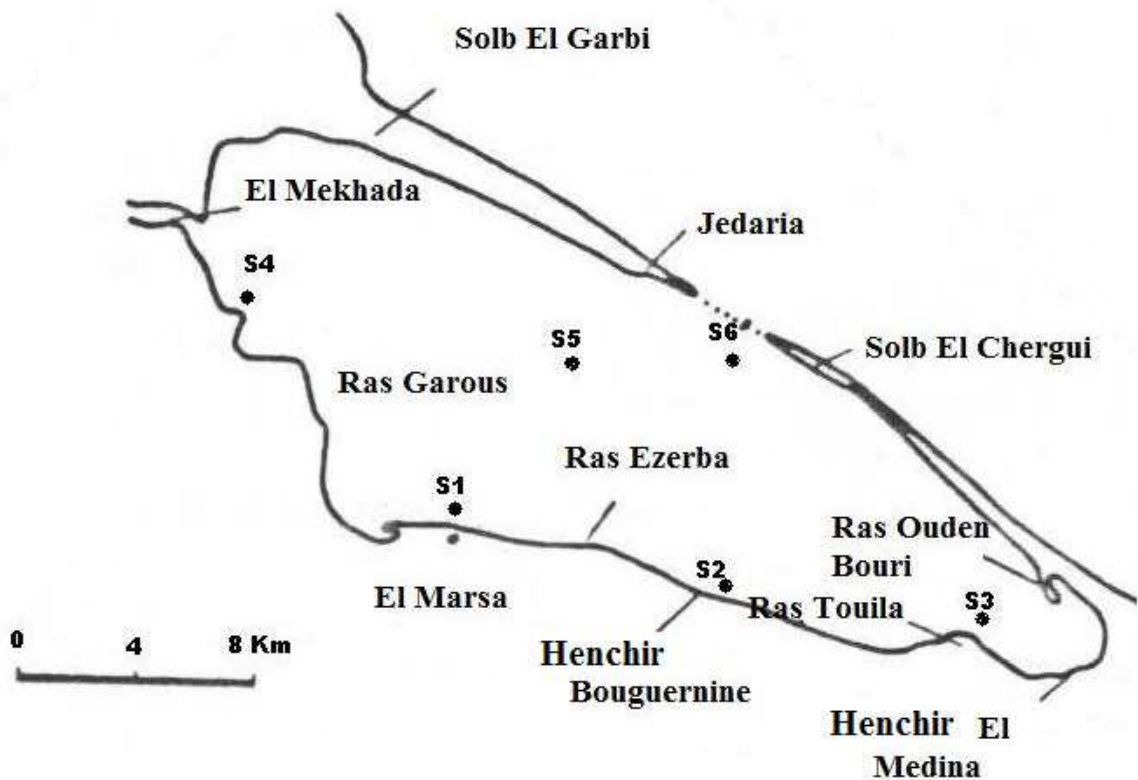 Solb El Garbi
El Mekhada
Jedaria
S4
S5
S6
Solb El Chergui
Ras Garous
Ras Ezerba
S1
Ras Ouden
Bouri
S2
El Marsa
Ras Touila
S3
0 4 8 Km
Henchir
Bouguernine
Henchir El
Medina